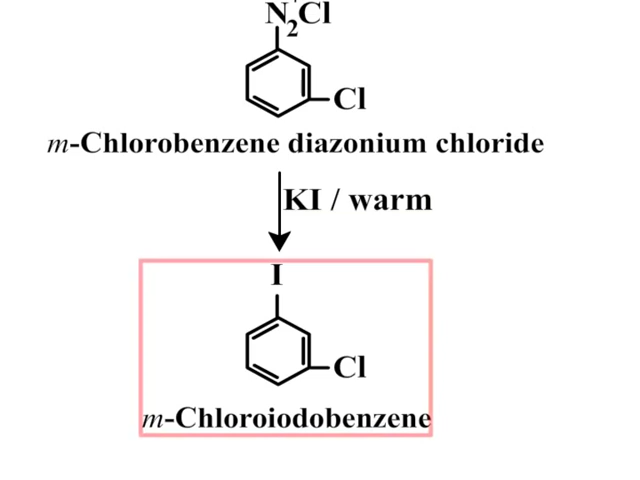 N₂Cl
Cl
m-Chlorobenzene diazonium chloride
KI / warm
I
Cl
m-Chloroiodobenzene